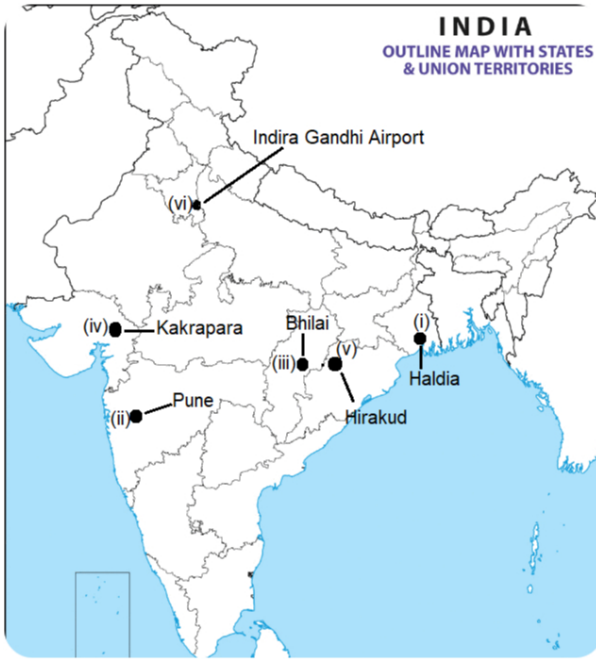 INDIA
OUTLINE MAP WITH STATES
& UNION TERRITORIES
Indira Gandhi Airport
(vi)
(iv) Kakrapara
Bhilai
(i)
(iii)
(v)
Haldia
Pune
(ii)
Hirakud